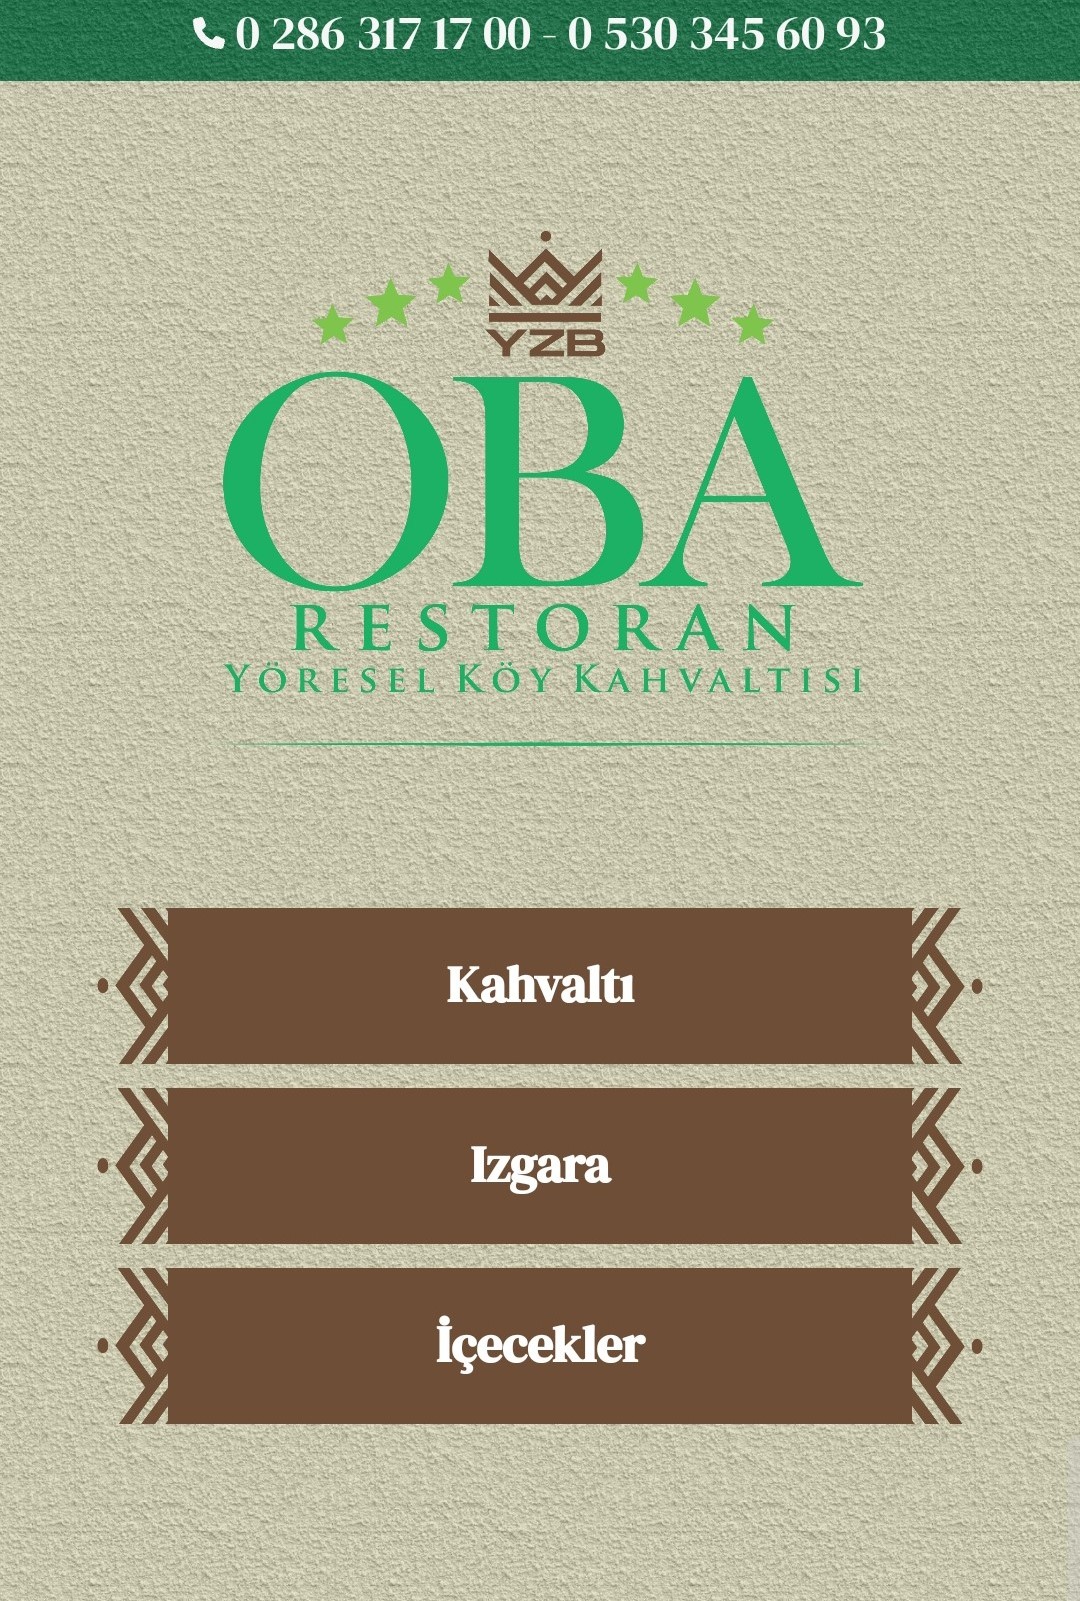 0 286 317 17 00 - 0 530 345 60 93
YZB
OBA
RESTORAN
YÖRESEL KÖY KAHVALTISI
Kahvaltı
Izgara
İçecekler